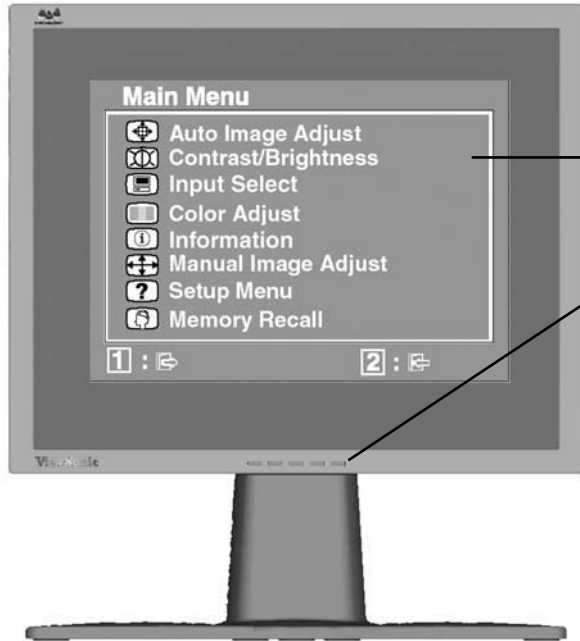 Main Menu
Auto Image Adjust
Contrast/Brightness
Input Select
Color Adjust
Information
Manual Image Adjust
Setup Menu
Memory Recall
1 : 2 :
ViewSonic